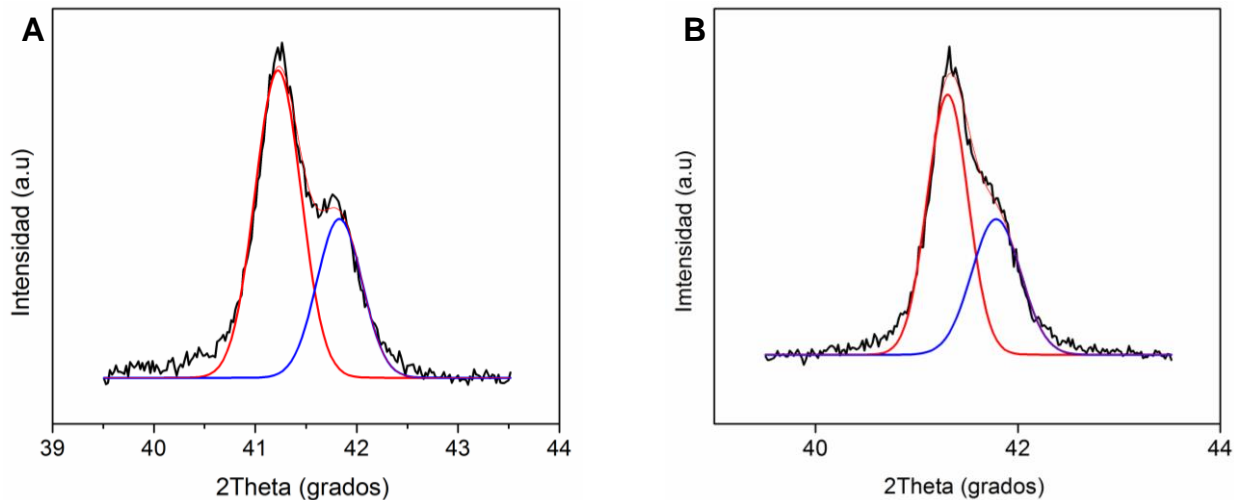 A
Intensidad (a.u)
39 40 41 42 43 44
2Theta (grados)
B
Imtensidad (a.u)
40 42 44
2Theta (grados)